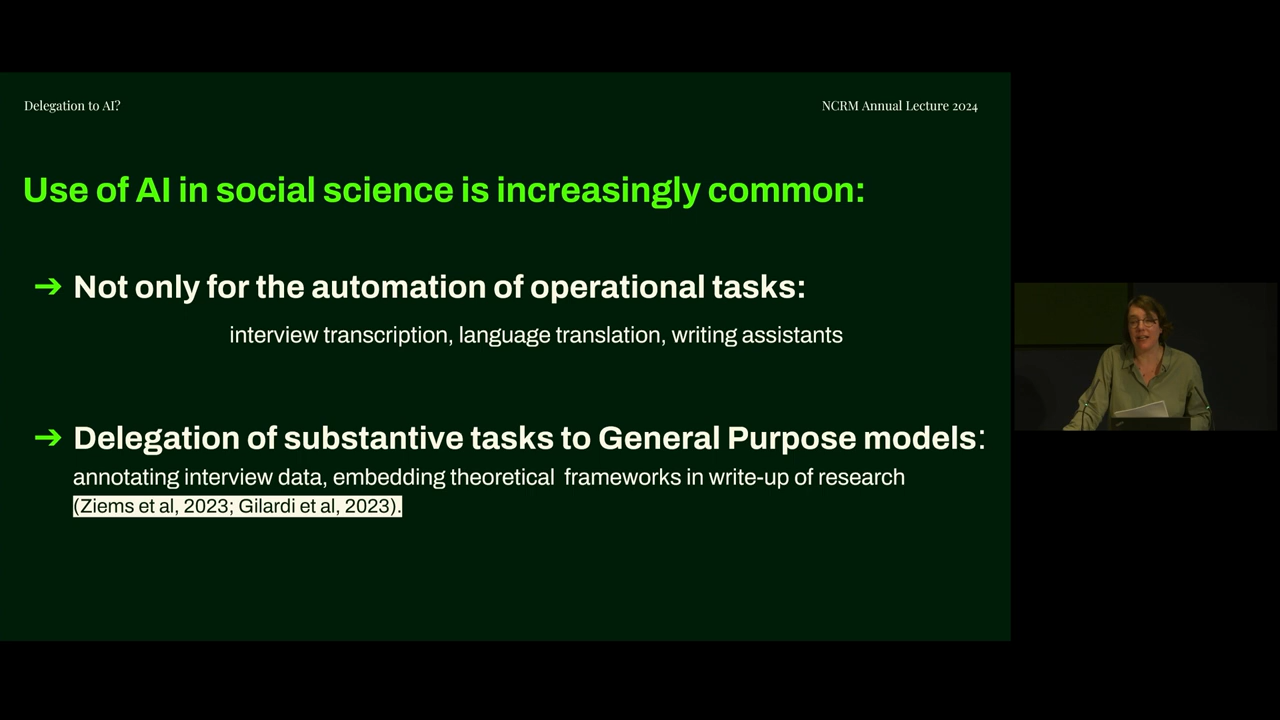 Delegation to AI?
NCRM Annual Lecture 2024
Use of AI in social science is increasingly common:
➔ Not only for the automation of operational tasks:
interview transcription, language translation, writing assistants
➔ Delegation of substantive tasks to General Purpose models:
annotating interview data, embedding theoretical frameworks in write-up of research
(Ziems et al, 2023; Gilardi et al, 2023).